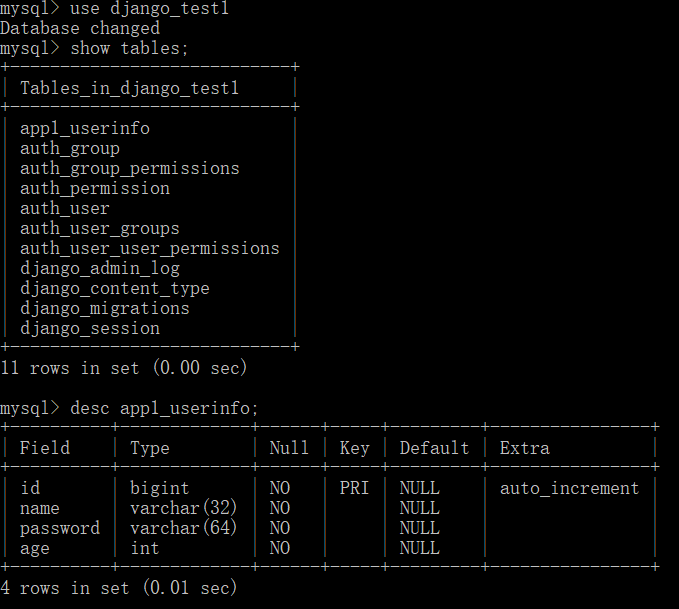 mysql> use django_test1
Database changed
mysql> show tables;
+----------------------------+
| Tables_in_django_test1     |
+----------------------------+
| app1_userinfo              |
| auth_group                 |
| auth_group_permissions     |
| auth_permission            |
| auth_user                  |
| auth_user_groups           |
| auth_user_user_permissions |
| django_admin_log           |
| django_content_type        |
| django_migrations          |
| django_session             |
+----------------------------+
11 rows in set (0.00 sec)
mysql> desc app1_userinfo;
+----------+-------------+------+-----+---------+----------------+
| Field    | Type        | Null | Key | Default | Extra          |
+----------+-------------+------+-----+---------+----------------+
| id       | bigint      | NO   | PRI | NULL    | auto_increment |
| name     | varchar(32) | NO   |     | NULL    |                |
| password | varchar(64) | NO   |     | NULL    |                |
| age      | int         | NO   |     | NULL    |                |
+----------+-------------+------+-----+---------+----------------+
4 rows in set (0.01 sec)